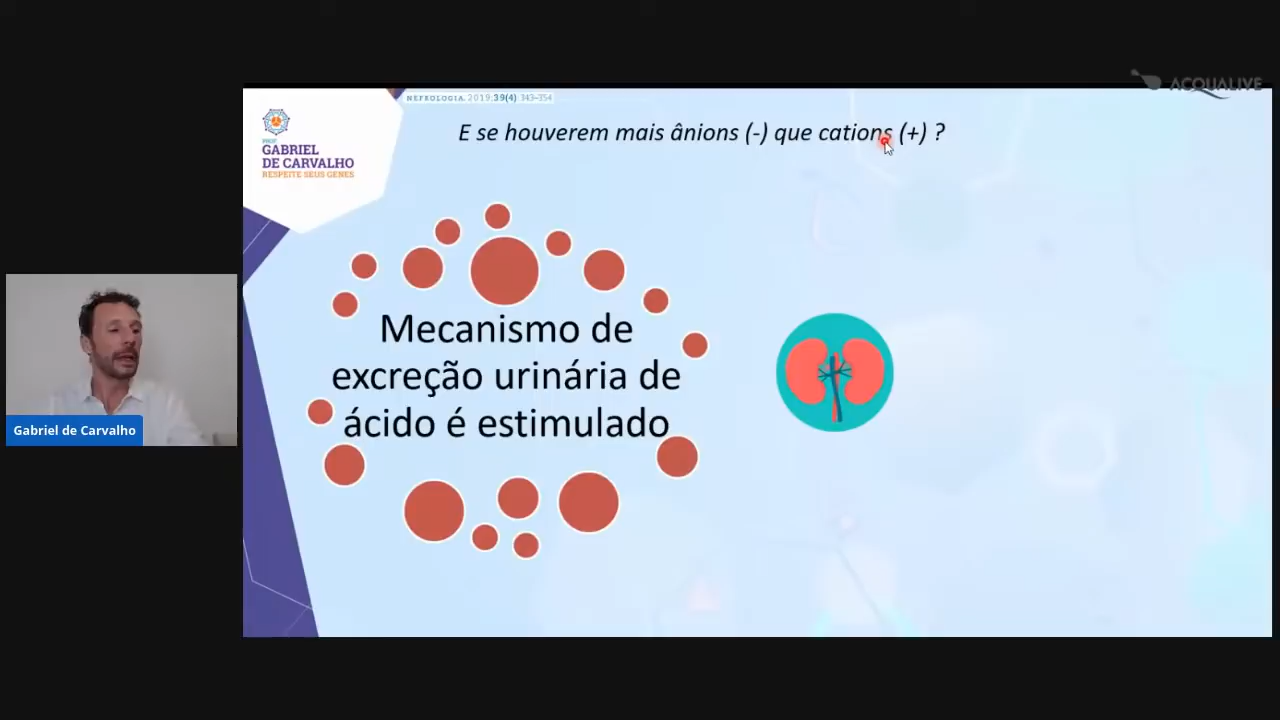 ACQUALIVE
NEFROLOGIA. 2019;39(4):343–354
E se houverem mais ânions (-) que cations (+) ?
PROF.
GABRIEL
DE CARVALHO
RESPEITE SEUS GENES
Mecanismo de
excreção urinária de
ácido é estimulado
Gabriel de Carvalho